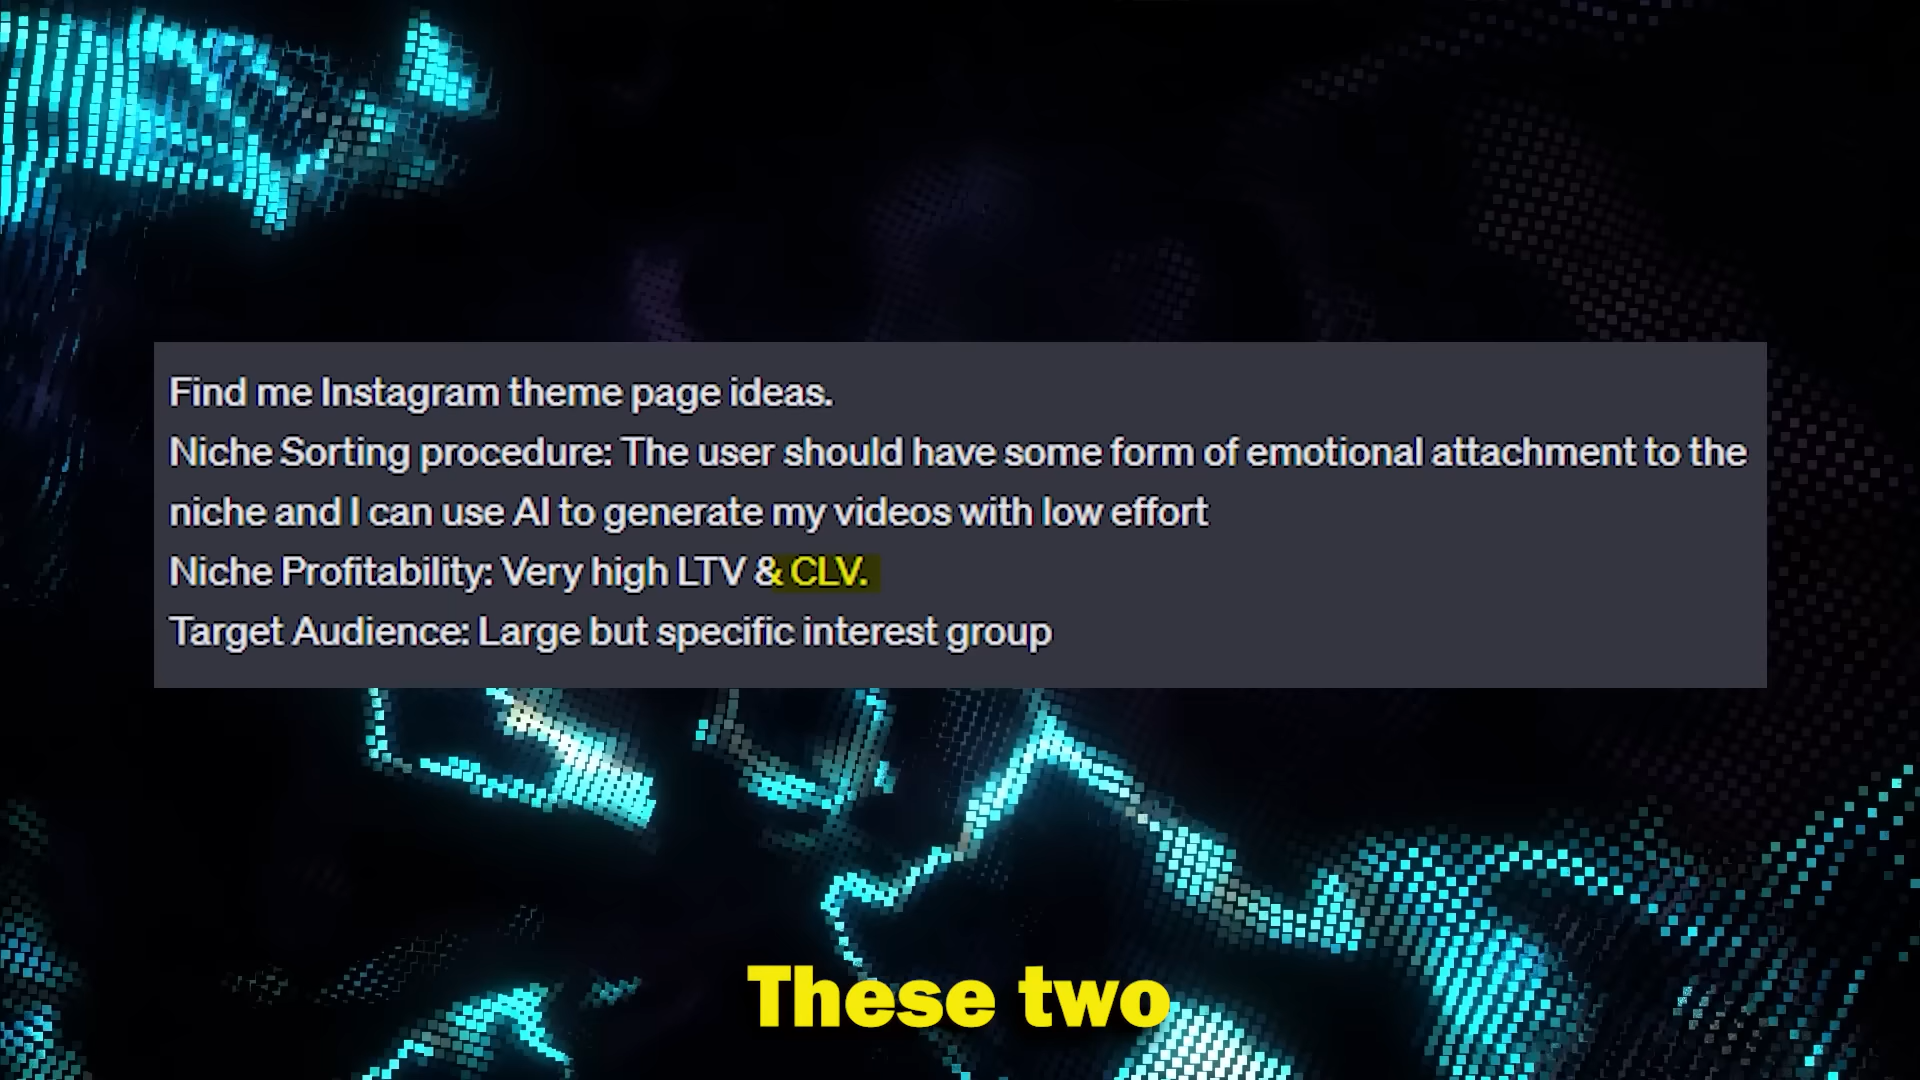 Find me Instagram theme page ideas.
Niche Sorting procedure: The user should have some form of emotional attachment to the
niche and I can use AI to generate my videos with low effort
Niche Profitability: Very high LTV & CLV.
Target Audience: Large but specific interest group
These two